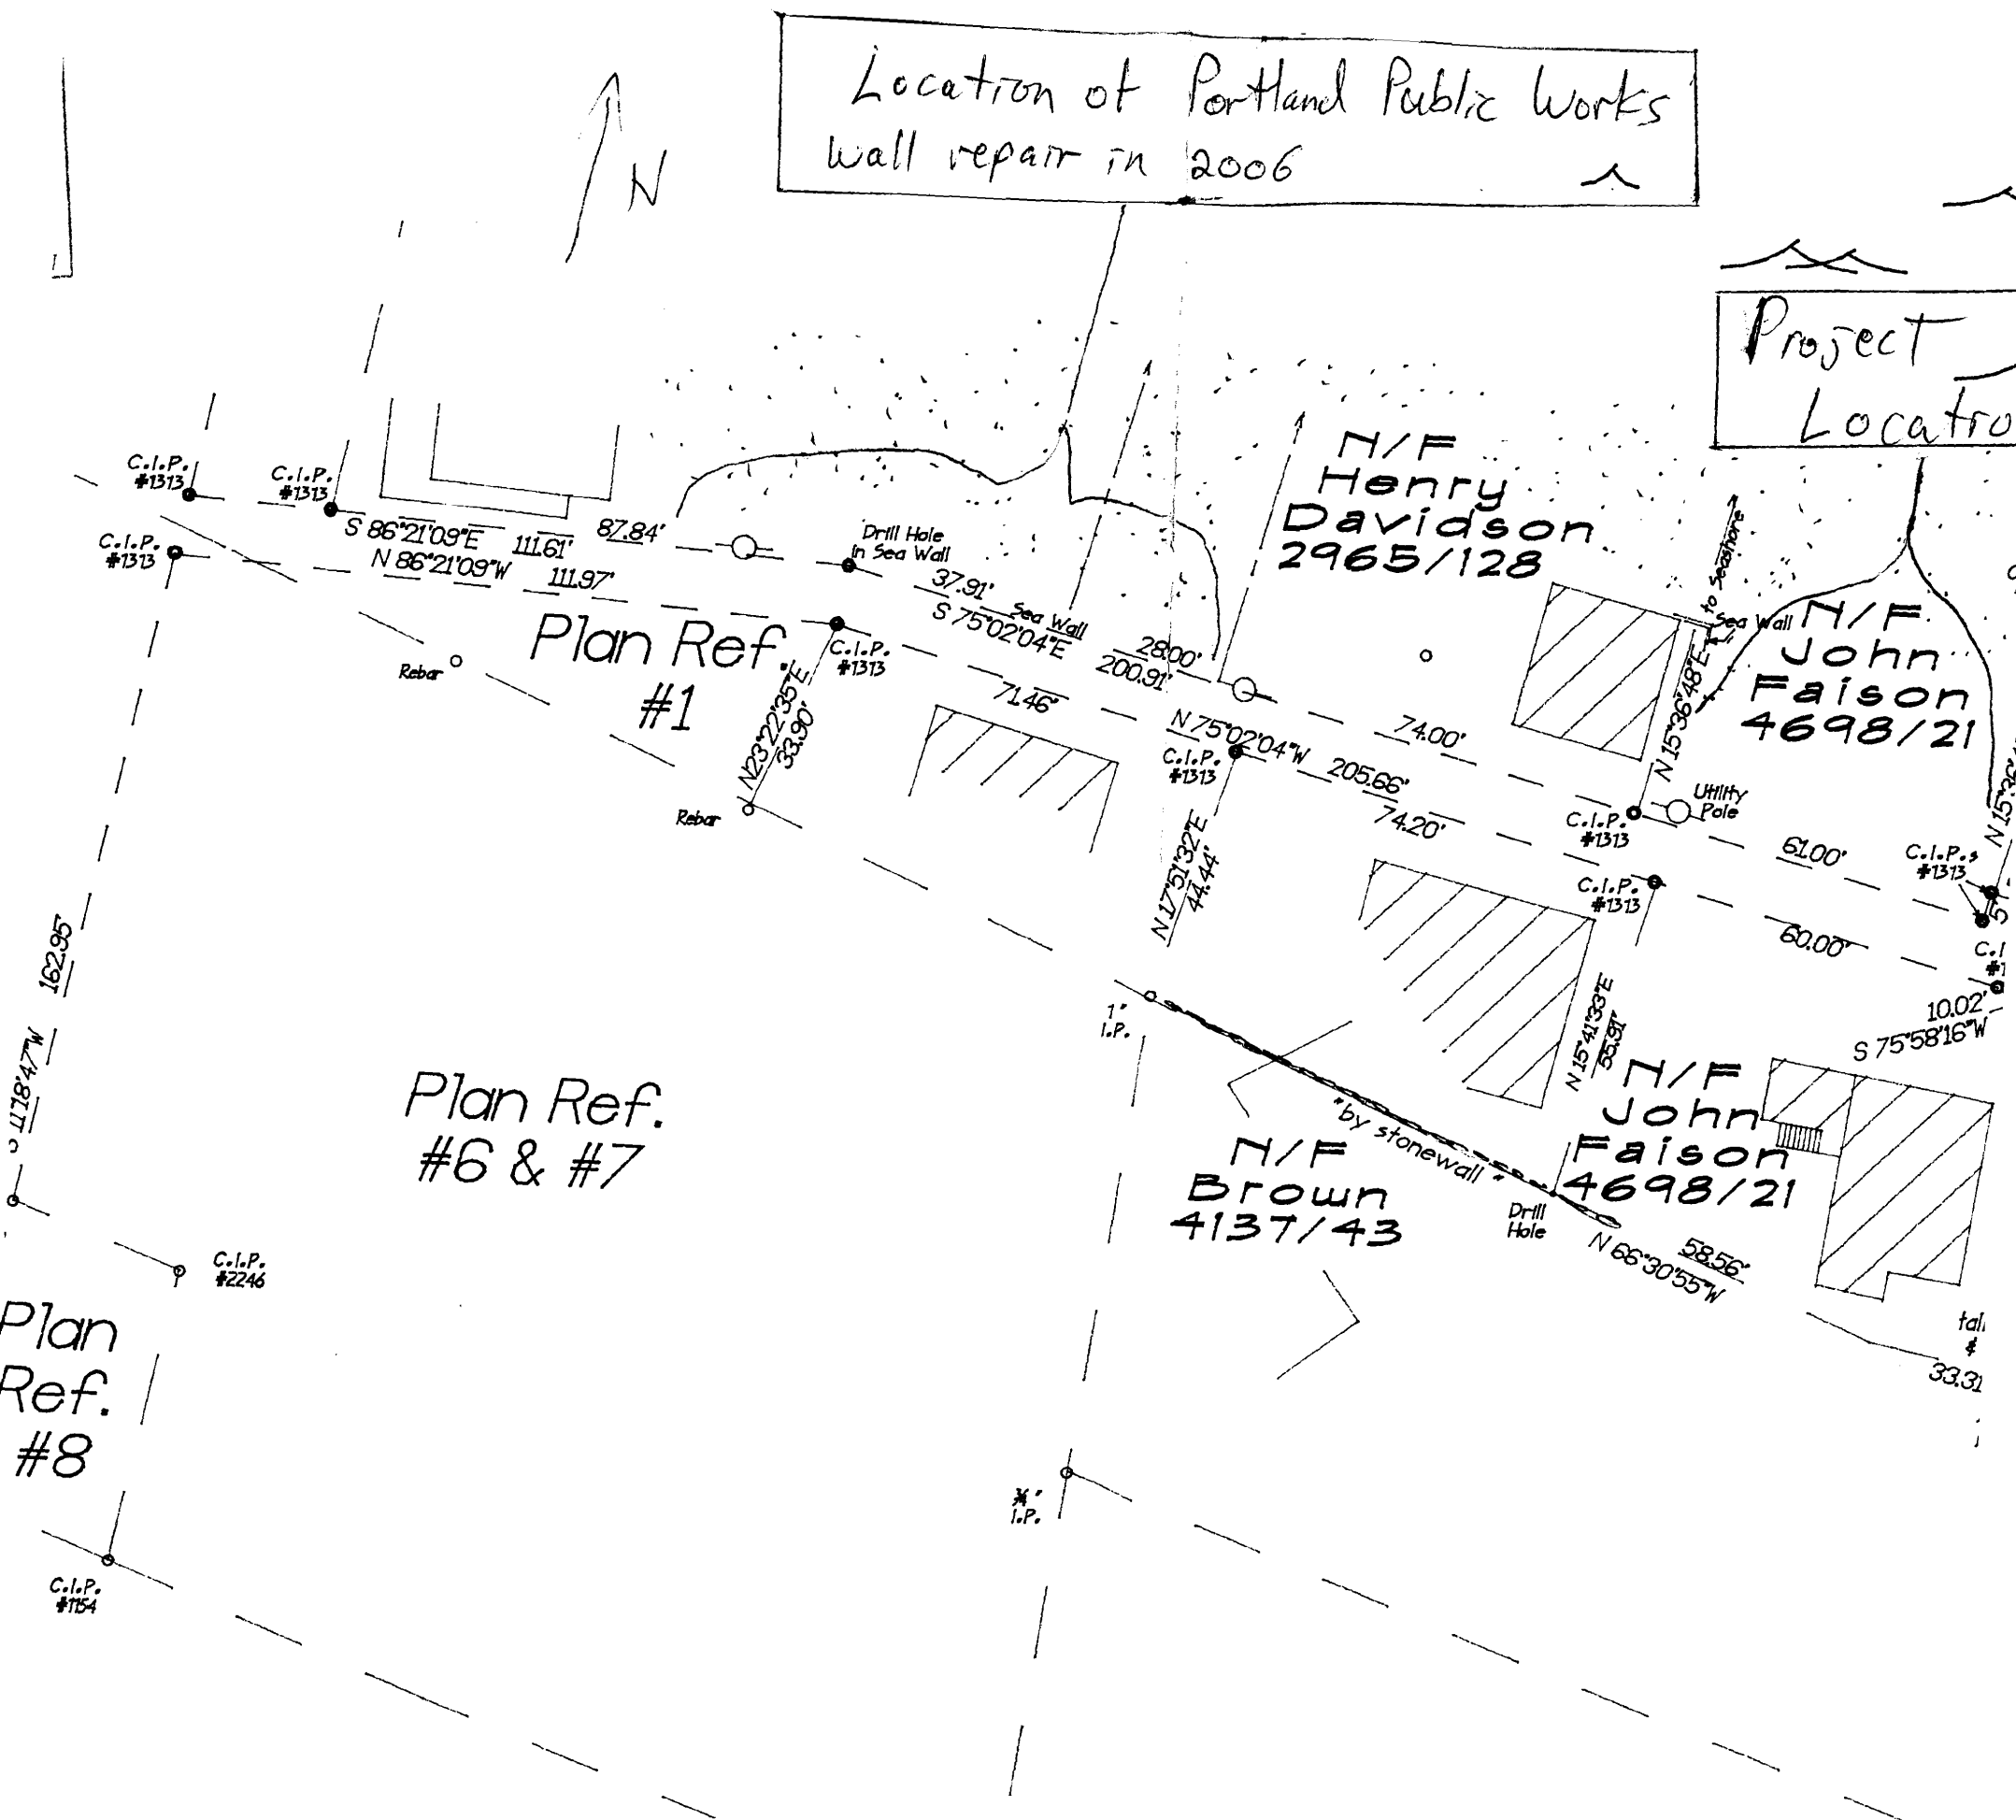 Location of Portland Public Works
wall repair in 2006
N
Project
C.I.P.
#1313
C.I.P.
#1313
C.I.P.
#1313
S 86°21'09"E 111.61' 87.84'
N 86°21'09"W 111.97'
Drill Hole
in Sea Wall
37.91'
Sea Wall
S 75°02'04"E
28.00'
200.91'
N/F
Henry
Davidson
2965/128
to Seashore
Sea Wall
N 15°36'48"E
N/F
John
Faison
4698/21
Plan Ref.
#1
Rebar
C.I.P.
#1313
N23°22'35"E
33.90'
Rebar
71.46'
N 75°02'04"W 205.66'
C.I.P.
#1313
74.00'
74.20'
Utility
Pole
C.I.P.
#1313
61.00'
C.I.P.s
#1313
C.I.P.
#1313
60.00'
N 17°51'32"E
44.44'
10.02'
S 75°58'16"W
162.95
11°18'47"W
1"
I.P.
N 15°41'33"E
55.91'
Plan Ref.
#6 & #7
"by stonewall"
N/F
Brown
4137/43
N/F
John
Faison
4698/21
Drill
Hole
58.56'
N 66°30'55"W
C.I.P.
#2246
Plan
Ref.
#8
33.31
3/4"
I.P.
C.I.P.
#1154